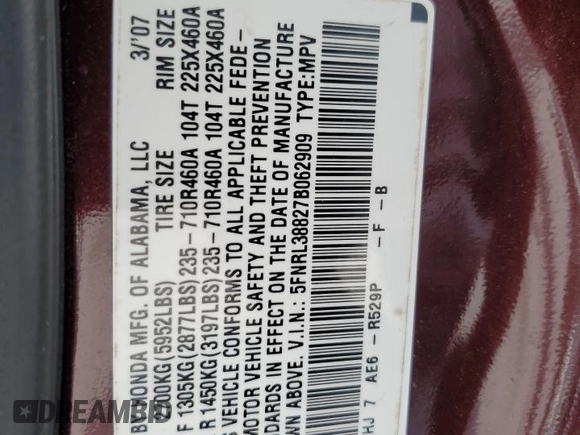 HONDA MFG. OF ALABAMA, LLC 3/'07
KG(5952LBS) TIRE SIZE RIM SIZE
F 1305KG(2877LBS)235-710R460A 104T 225X460A
R 1450KG(3197LBS)235-710R460A 104T 225X460A
VEHICLE CONFORMS TO ALL APPLICABLE FEDE-
MOTOR VEHICLE SAFETY AND THEFT PREVENTION
DARDS IN EFFECT ON THE DATE OF MANUFACTURE
WN ABOVE. V.I.N.: 5FNRL38827B062909 TYPE:MPV
HJ 7 AE6 -R529P -F -B
DREAMBID